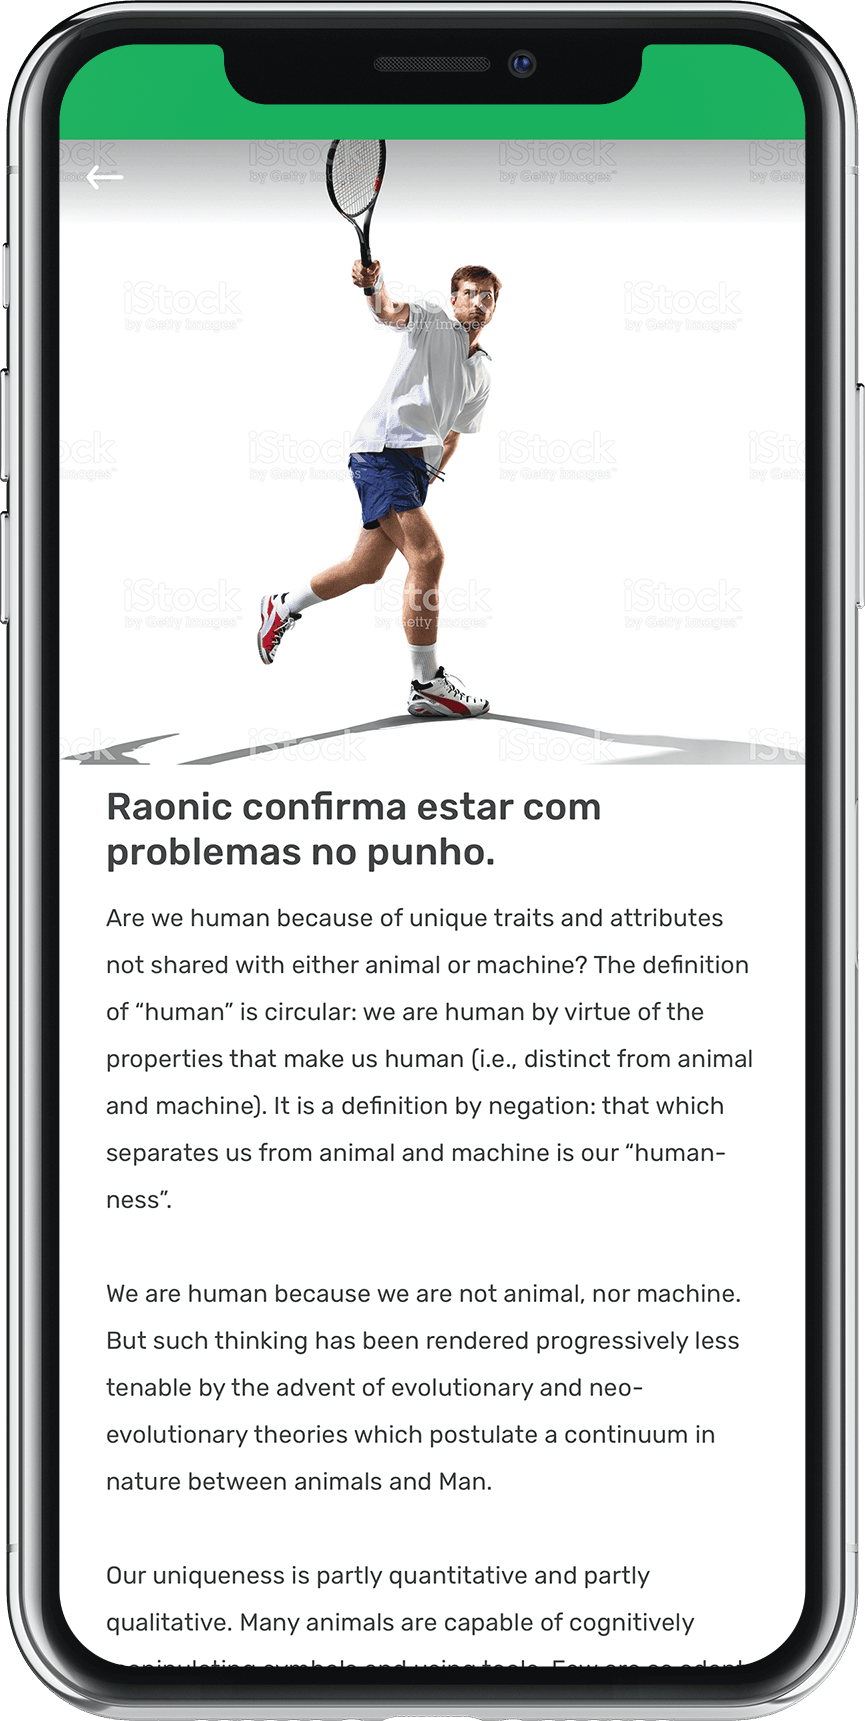 iStock
by Getty Images™
Raonic confirma estar com
problemas no punho.
Are we human because of unique traits and attributes
not shared with either animal or machine? The definition
of “human” is circular: we are human by virtue of the
properties that make us human (i.e., distinct from animal
and machine). It is a definition by negation: that which
separates us from animal and machine is our “human-
ness”.
We are human because we are not animal, nor machine.
But such thinking has been rendered progressively less
tenable by the advent of evolutionary and neo-
evolutionary theories which postulate a continuum in
nature between animals and Man.
Our uniqueness is partly quantitative and partly
qualitative. Many animals are capable of cognitively